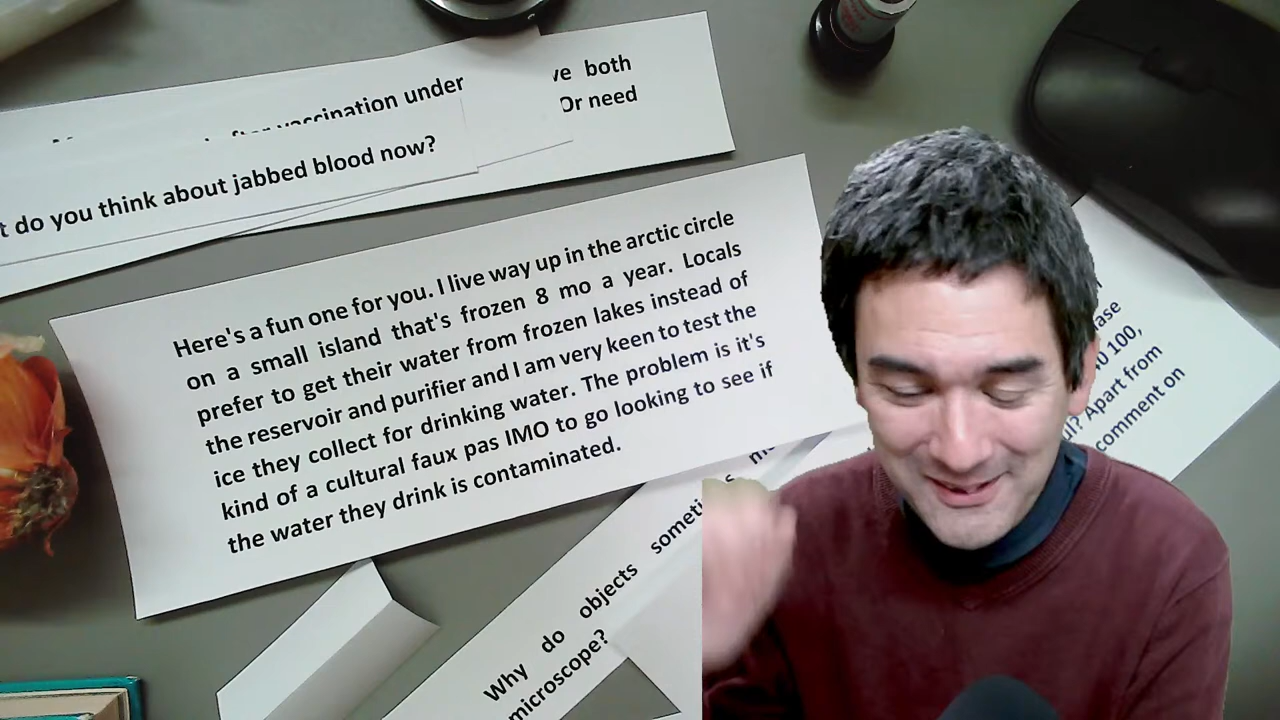 after vaccination under
t do you think about jabbed blood now?
ve both
Or need
Here's a fun one for you. I live way up in the arctic circle
on a small island that's frozen 8 mo a year. Locals
prefer to get their water from frozen lakes instead of
the reservoir and purifier and I am very keen to test the
ice they collect for drinking water. The problem is it's
kind of a cultural faux pas IMO to go looking to see if
the water they drink is contaminated.
Why do objects someti
microscope?
ase
0 100,
ul? Apart from
comment on